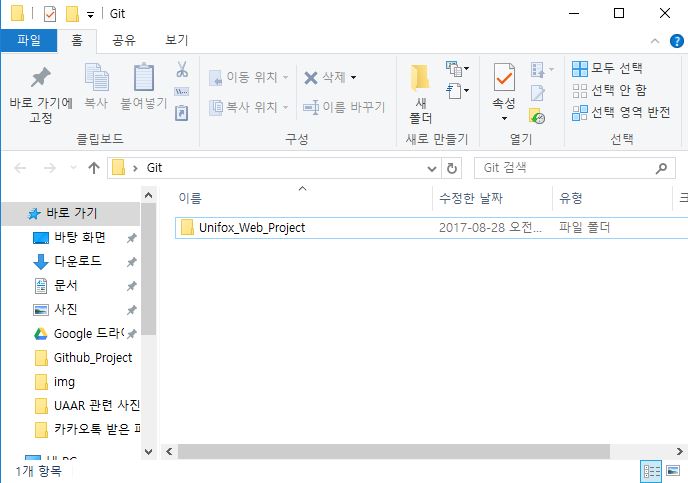 Git
파일 홈 공유 보기
바로 가기에 고정
복사
붙여넣기
이동 위치
복사 위치
삭제
이름 바꾸기
새 폴더
속성
모두 선택
선택 안 함
선택 영역 반전
클립보드 구성 새로 만들기 열기 선택
Git
Git 검색
이름 수정한 날짜 유형
바로 가기
Unifox_Web_Project 2017-08-28 오전... 파일 폴더
바탕 화면
다운로드
문서
사진
Google 드라이
Github_Project
img
UAAR 관련 사진
카카오톡 받은 파
내 PC
1개 항목